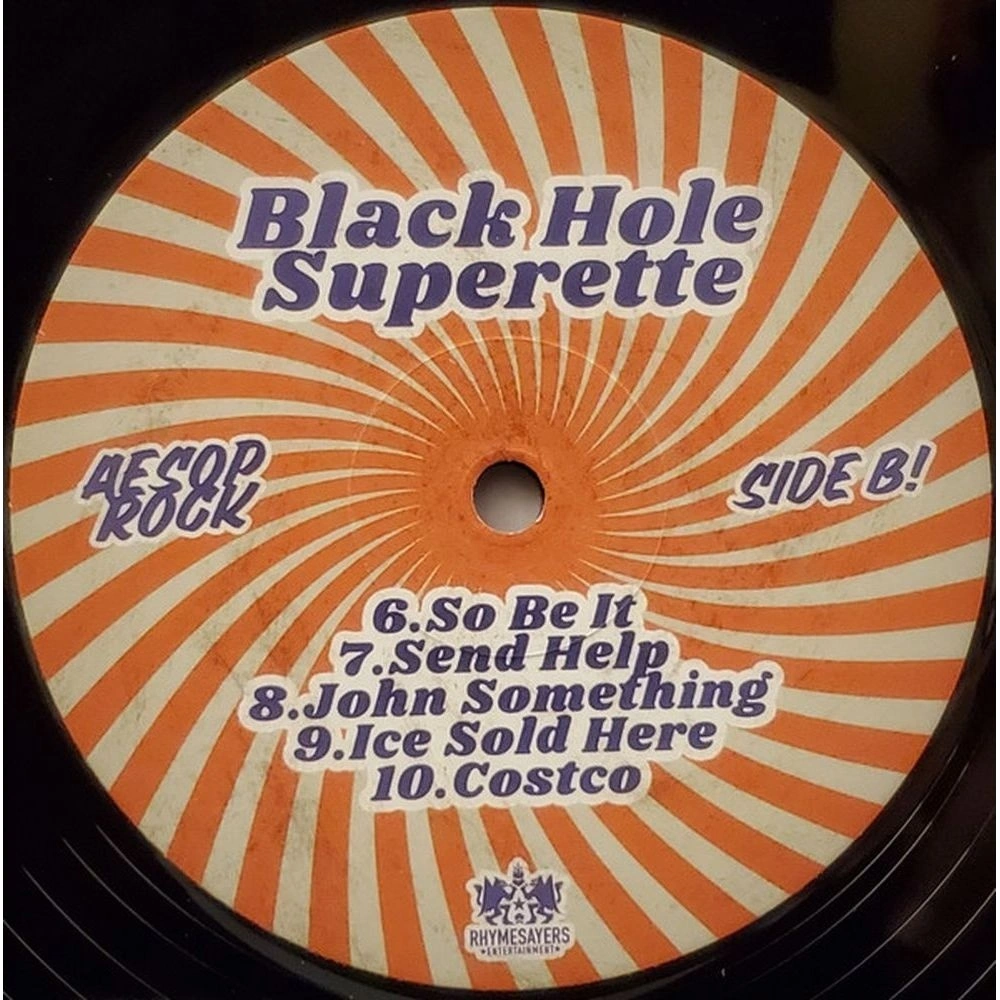 Black Hole
Superette
AESOP
ROCK
SIDE B!
6.So Be It
7.Send Help
8.John Something
9.Ice Sold Here
10.Costco
RHYMESAYERS
ENTERTAINMENT